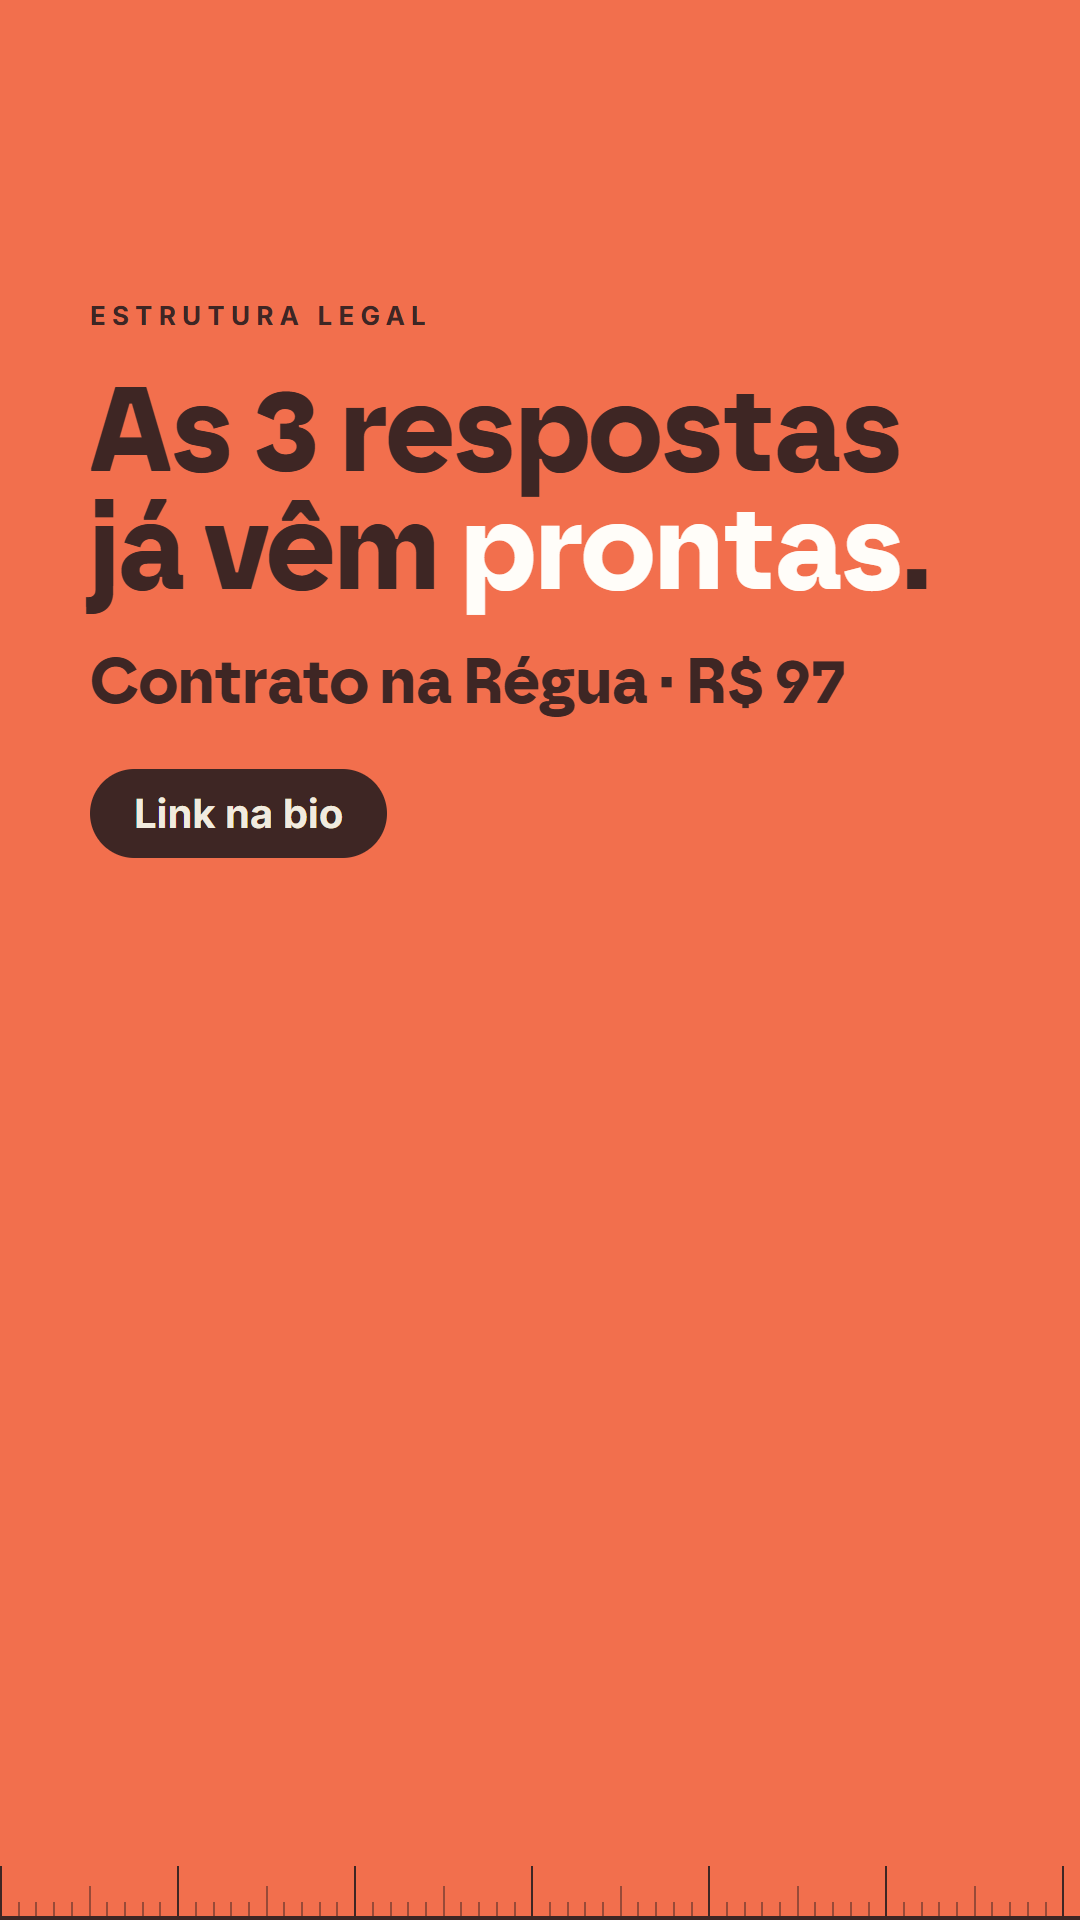 ESTRUTURA LEGAL
As 3 respostas
já vêm prontas.
Contrato na Régua · R$ 97
Link na bio